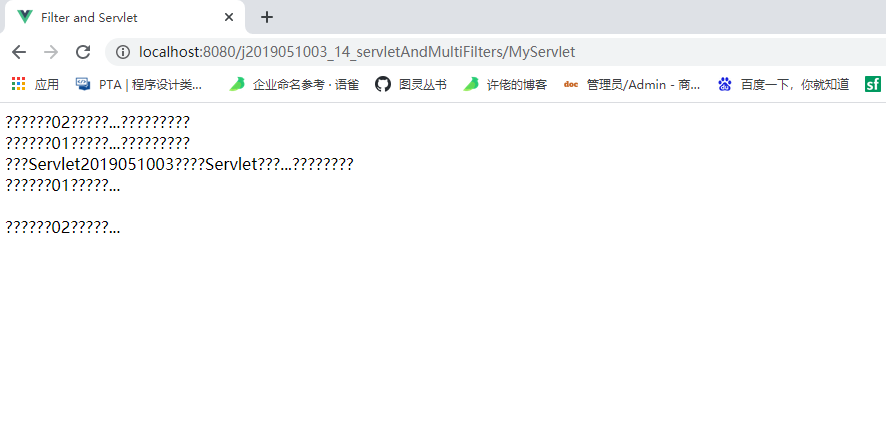 Filter and Servlet
localhost:8080/j2019051003_14_servletAndMultiFilters/MyServlet
应用 PTA | 程序设计类... 企业命名参考 · 语雀 图灵丛书 许佬的博客 doc 管理员/Admin - 商... 百度一下，你就知道 sf
??????02?????...?????????
??????01?????...?????????
???Servlet2019051003????Servlet???...????????
??????01?????...
??????02?????...